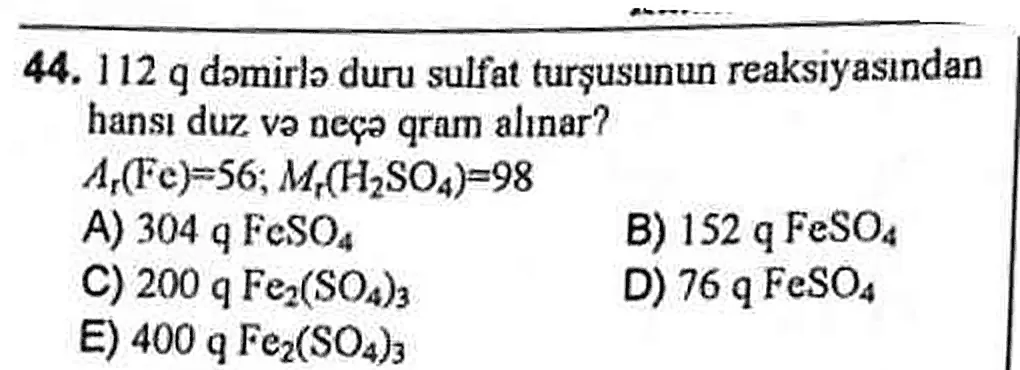 44. 112 q dəmirlə duru sulfat turşusunun reaksiyasından
hansı duz və neçə qram alınar?
Aᵣ(Fe)=56; Mᵣ(H₂SO₄)=98
A) 304 q FeSO₄ B) 152 q FeSO₄
C) 200 q Fe₂(SO₄)₃ D) 76 q FeSO₄
E) 400 q Fe₂(SO₄)₃